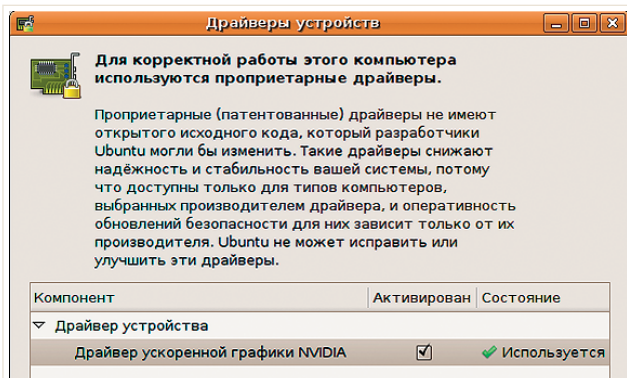 Драйверы устройств
Для корректной работы этого компьютера
используются проприетарные драйверы.
Проприетарные (патентованные) драйверы не имеют
открытого исходного кода, который разработчики
Ubuntu могли бы изменить. Такие драйверы снижают
надёжность и стабильность вашей системы, потому
что доступны только для типов компьютеров,
выбранных производителем драйвера, и оперативность
обновлений безопасности для них зависит только от их
производителя. Ubuntu не может исправить или
улучшить эти драйверы.
Компонент Активирован Состояние
Драйвер устройства
Драйвер ускоренной графики NVIDIA Используется